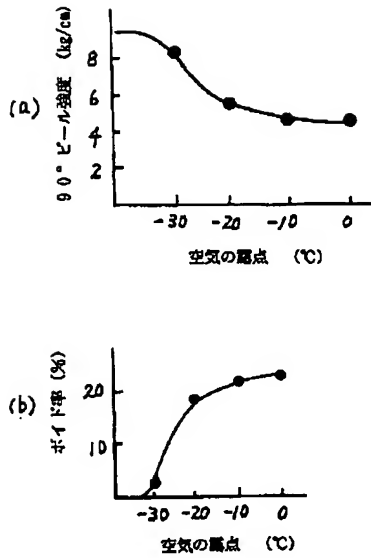 (a)
90°ピール強度 (kg/cm)
8
6
4
2
-30 -20 -10 0
空気の露点 (℃)
(b)
ボイド率 (%)
20
10
-30 -20 -10 0
空気の露点 (℃)